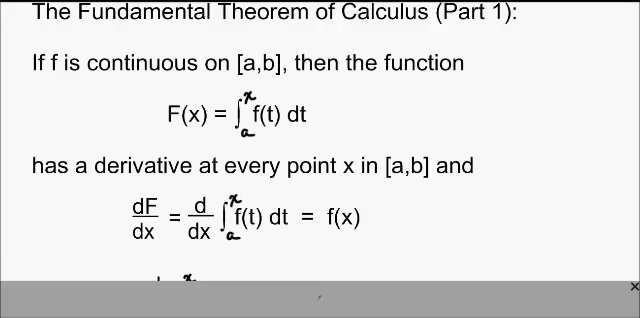 The Fundamental Theorem of Calculus (Part 1):
If f is continuous on [a,b], then the function
F(x) = ∫ₐˣ f(t) dt
has a derivative at every point x in [a,b] and
dF/dx = d/dx ∫ₐˣ f(t) dt = f(x)